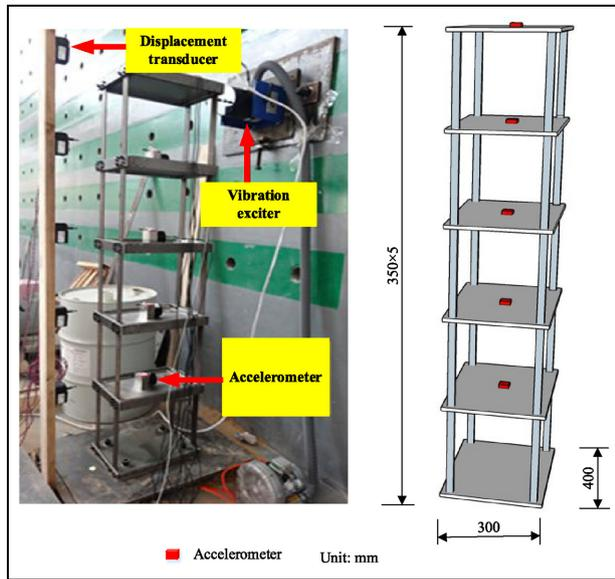 Displacement
transducer
Vibration
exciter
Accelerometer
350×5
400
300
Accelerometer Unit: mm